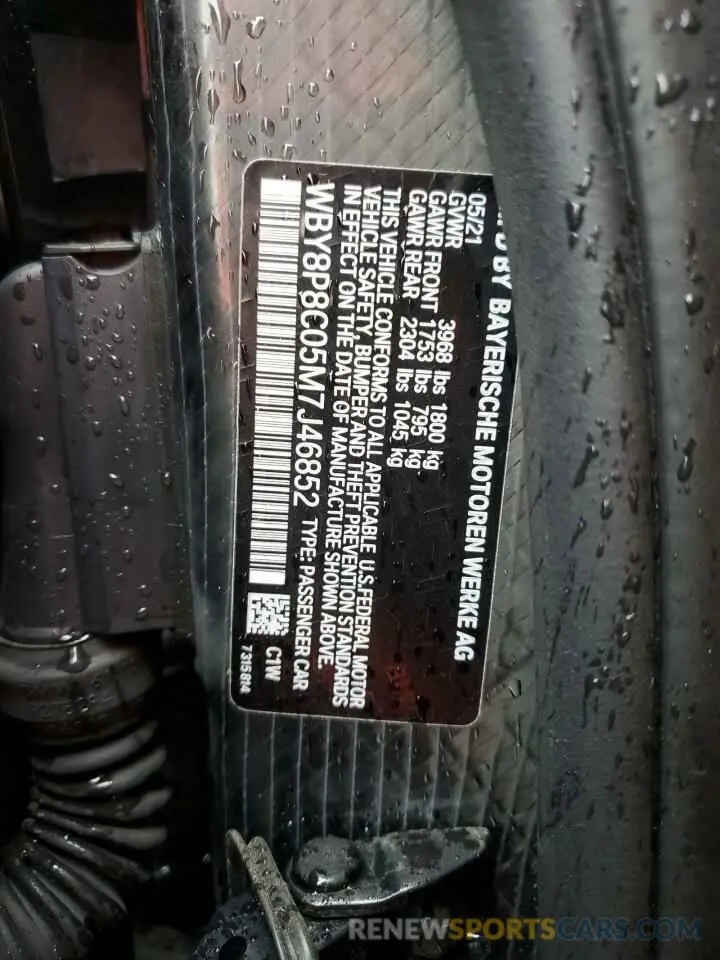 D BY BAYERISCHE MOTOREN WERKE AG
05/21
GVWR 3968 lbs 1800 kg
GAWR FRONT 1753 lbs 795 kg
GAWR REAR 2304 lbs 1045 kg
THIS VEHICLE CONFORMS TO ALL APPLICABLE U.S.FEDERAL MOTOR
VEHICLE SAFETY, BUMPER AND THEFT PREVENTION STANDARDS
IN EFFECT ON THE DATE OF MANUFACTURE SHOWN ABOVE.
WBY8P8C05M7J46852 TYPE: PASSENGER CAR
C1W
7315814
RENEWSPORTSCARS.COM